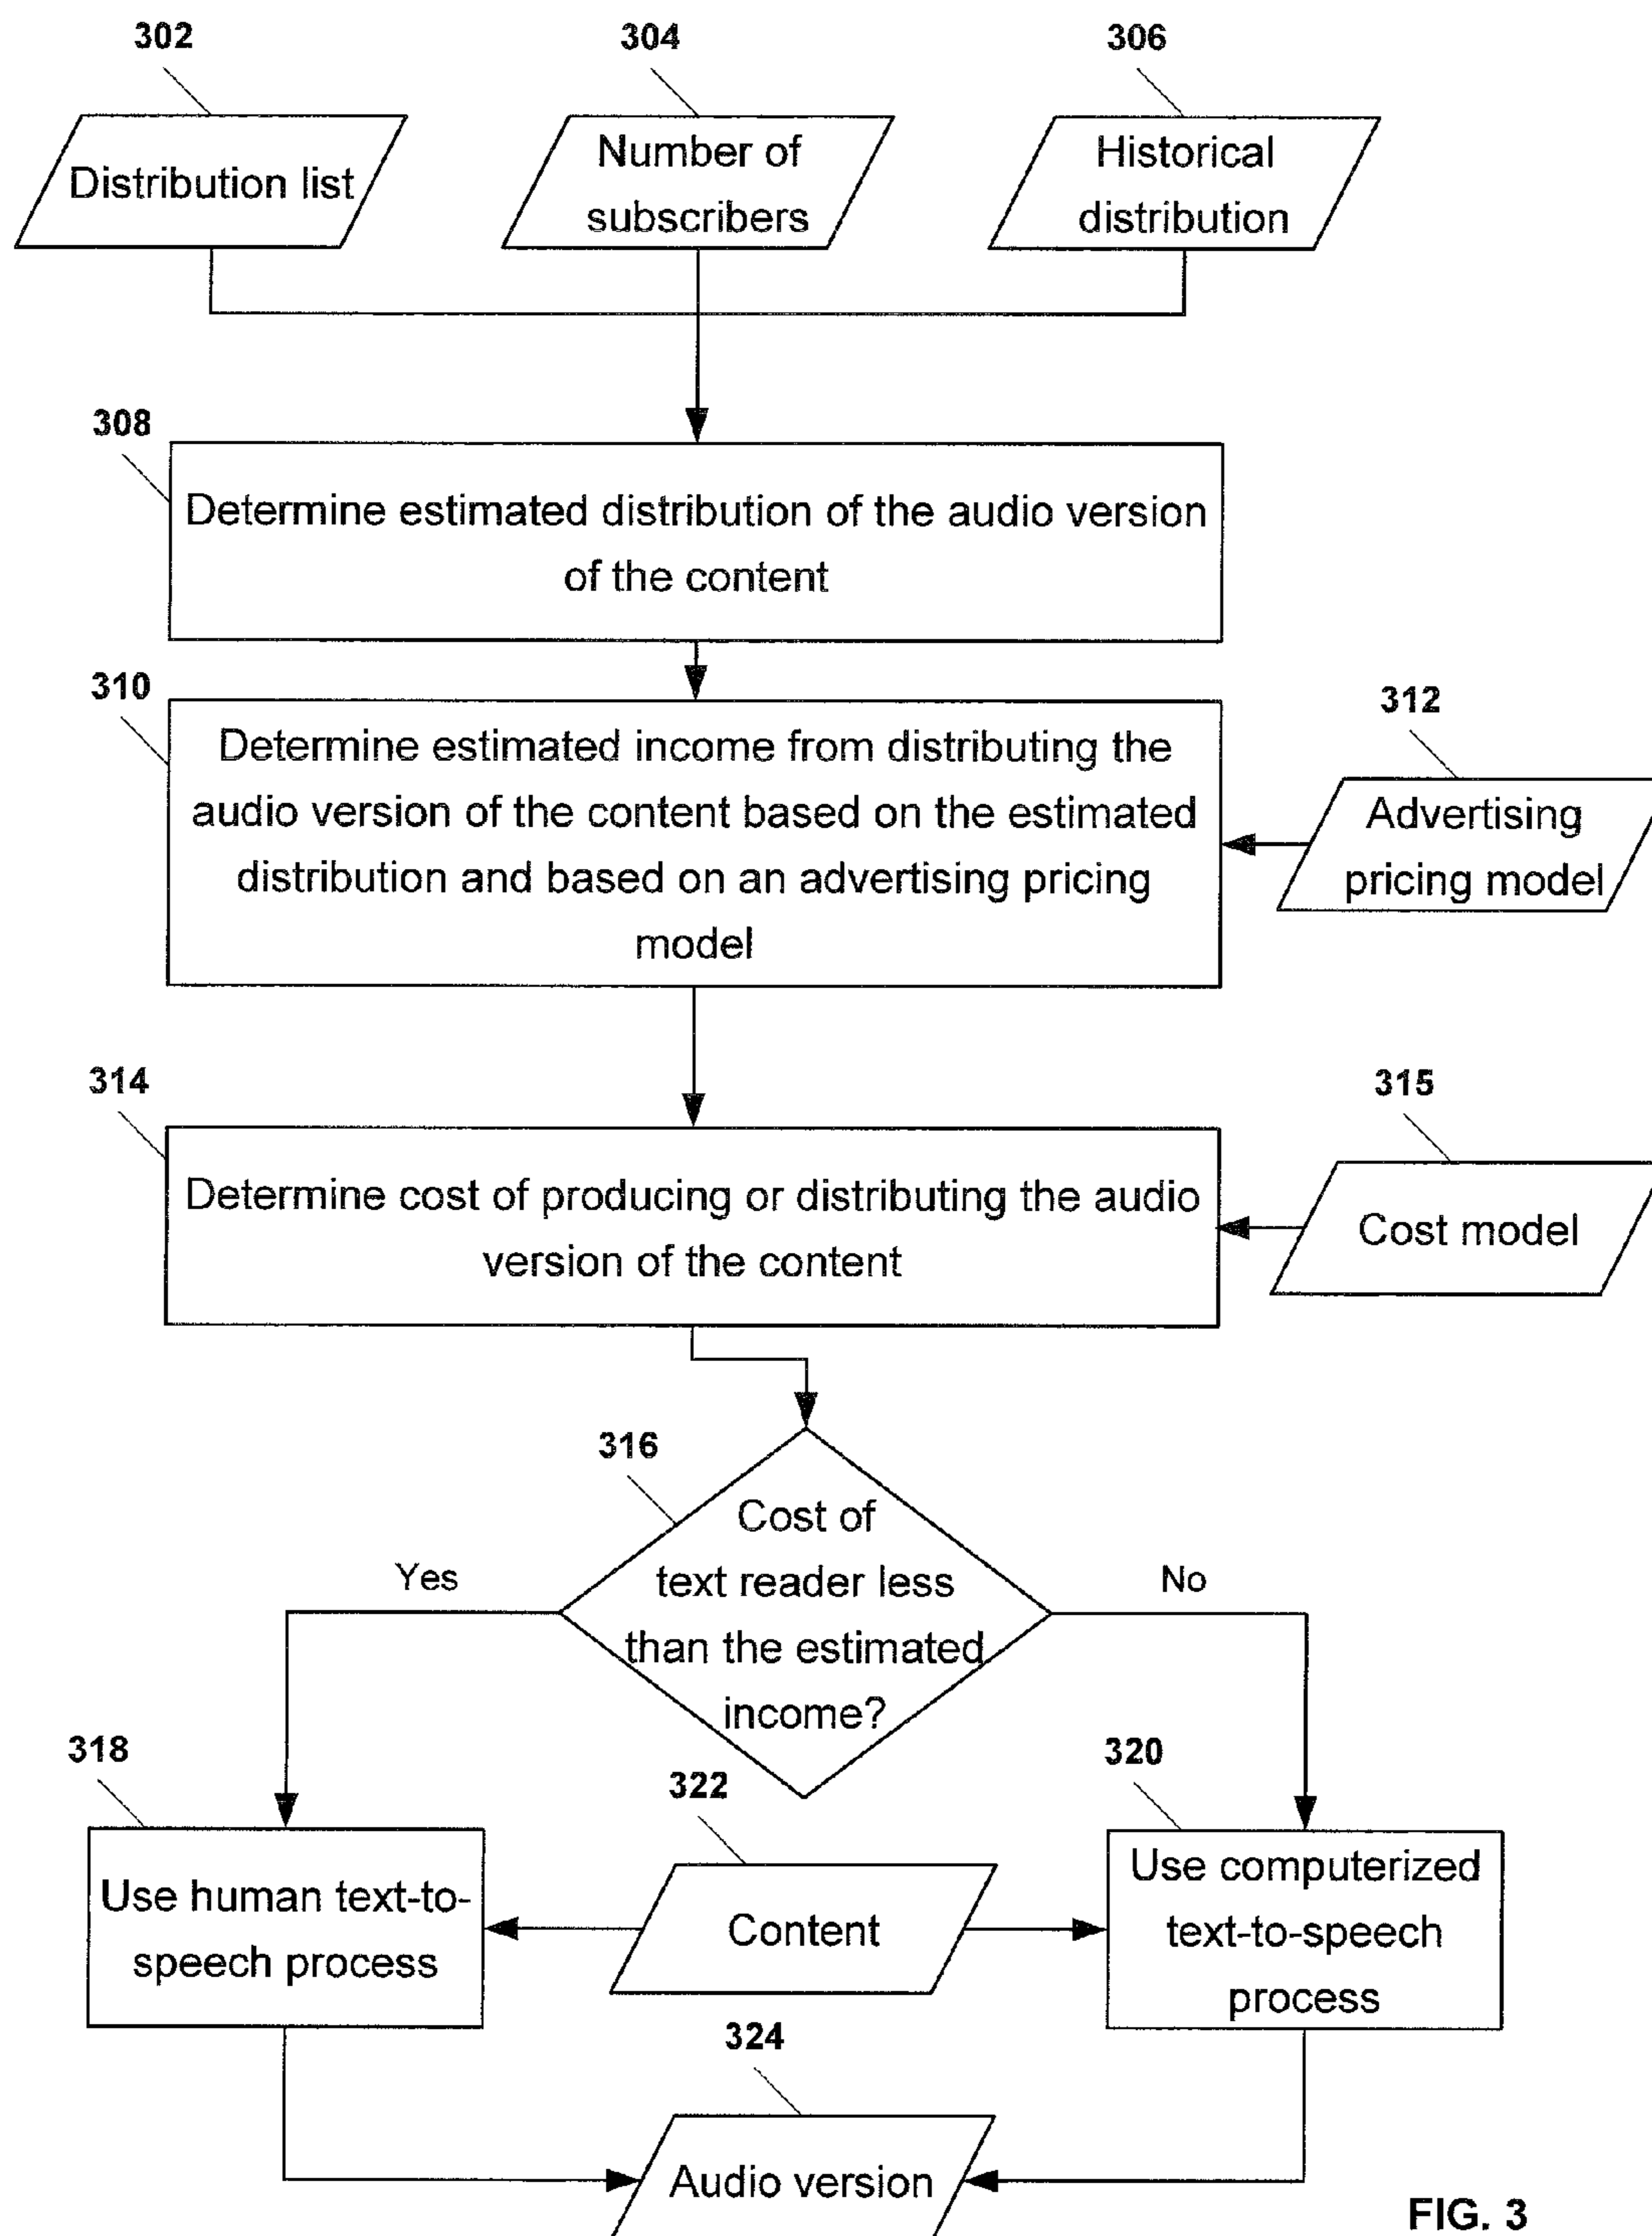 302
304
306
Distribution list
Number of
subscribers
Historical
distribution
308
Determine estimated distribution of the audio version
of the content
310
312
Determine estimated income from distributing the
audio version of the content based on the estimated
distribution and based on an advertising pricing
model
Advertising
pricing model
314
315
Determine cost of producing or distributing the audio
version of the content
Cost model
316
Cost of
text reader less
than the estimated
income?
Yes
No
318
322
320
Use human text-to-
speech process
Content
Use computerized
text-to-speech
process
324
Audio version
FIG. 3